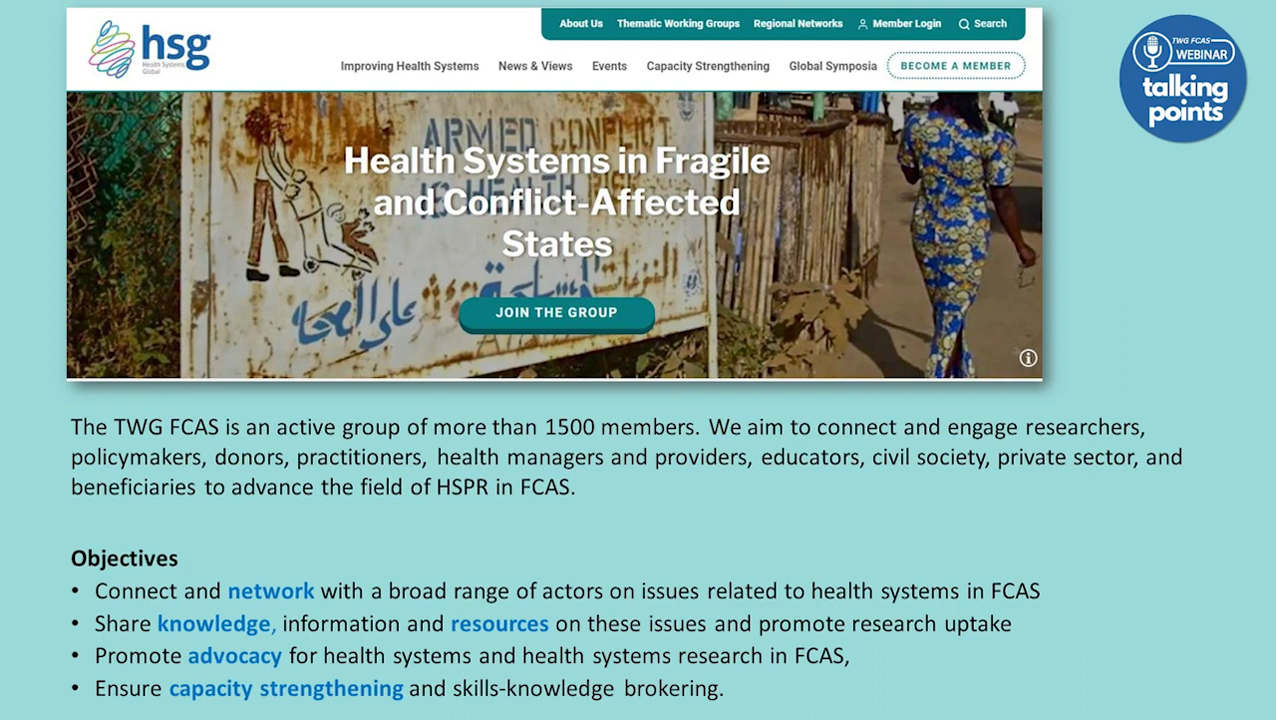 hsg
Health Systems
Global
About Us Thematic Working Groups Regional Networks Member Login Search
Improving Health Systems News & Views Events Capacity Strengthening Global Symposia BECOME A MEMBER
TWG FCAS
WEBINAR
talking
points
ARMED CONFLICT
Health Systems in Fragile
and Conflict-Affected
States
JOIN THE GROUP
The TWG FCAS is an active group of more than 1500 members. We aim to connect and engage researchers,
policymakers, donors, practitioners, health managers and providers, educators, civil society, private sector, and
beneficiaries to advance the field of HSPR in FCAS.
Objectives
• Connect and network with a broad range of actors on issues related to health systems in FCAS
• Share knowledge, information and resources on these issues and promote research uptake
• Promote advocacy for health systems and health systems research in FCAS,
• Ensure capacity strengthening and skills-knowledge brokering.